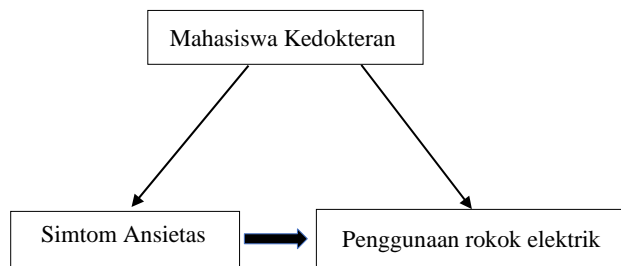 Mahasiswa Kedokteran
Simtom Ansietas
Penggunaan rokok elektrik